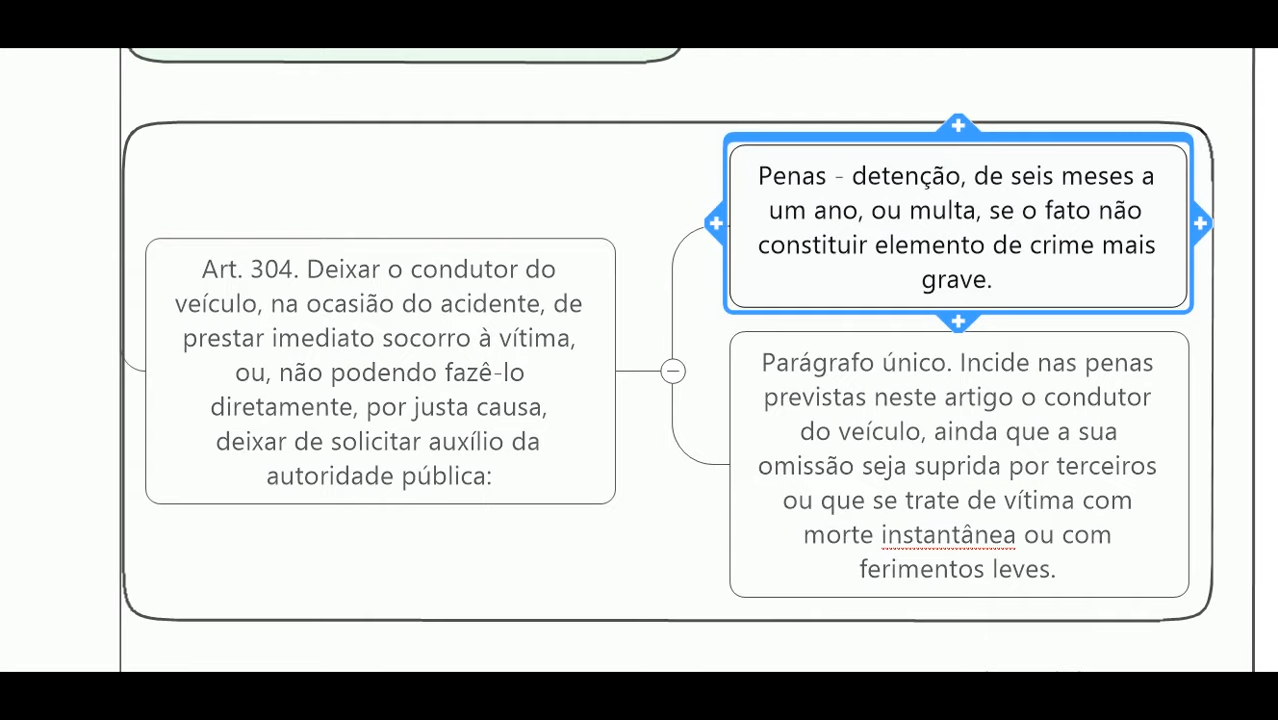 Penas - detenção, de seis meses a
um ano, ou multa, se o fato não
constituir elemento de crime mais
grave.
Art. 304. Deixar o condutor do
veículo, na ocasião do acidente, de
prestar imediato socorro à vítima,
ou, não podendo fazê-lo
diretamente, por justa causa,
deixar de solicitar auxílio da
autoridade pública:
Parágrafo único. Incide nas penas
previstas neste artigo o condutor
do veículo, ainda que a sua
omissão seja suprida por terceiros
ou que se trate de vítima com
morte instantânea ou com
ferimentos leves.